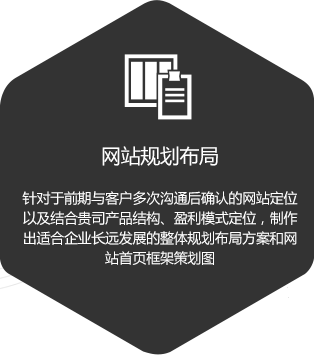 网站规划布局
针对于前期与客户多次沟通后确认的网站定位
以及结合贵司产品结构、盈利模式定位，制作
出适合企业长远发展的整体规划布局方案和网
站首页框架策划图